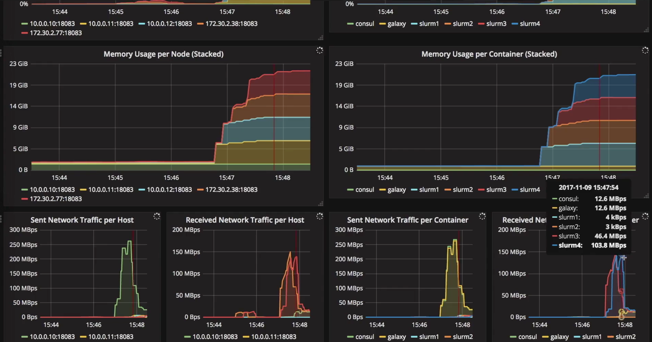 0%
15:44 15:46 15:47 15:48
10.0.0.10:18083 10.0.0.11:18083 10.0.0.12:18083 172.30.2.38:18083
172.30.2.77:18083
0%
15:44 15:46 15:47 15:48
consul galaxy slurm1 slurm2 slurm3 slurm4
Memory Usage per Node (Stacked)
23 GiB
19 GiB
14 GiB
9 GiB
5 GiB
0 B
15:44 15:46 15:47 15:48
10.0.0.10:18083 10.0.0.11:18083 10.0.0.12:18083 172.30.2.38:18083
172.30.2.77:18083
Memory Usage per Container (Stacked)
23 GiB
19 GiB
14 GiB
9 GiB
5 GiB
0 B
15:44 15:46 15:47 15:48
consul galaxy slurm1 slurm2 slurm3 slurm4
2017-11-09 15:47:54
consul: 12.6 MBps
galaxy: 12.6 MBps
slurm1: 4 kBps
slurm2: 3 kBps
slurm3: 46.4 MBps
slurm4: 103.8 MBps
Sent Network Traffic per Host
300 MBps
250 MBps
200 MBps
150 MBps
100 MBps
50 MBps
0 Bps
15:44 15:46 15:48
10.0.0.10:18083 10.0.0.11:18083
Received Network Traffic per Host
200 MBps
150 MBps
100 MBps
50 MBps
0 Bps
15:44 15:46 15:48
10.0.0.10:18083 10.0.0.11:18083
Sent Network Traffic per Container
300 MBps
250 MBps
200 MBps
150 MBps
100 MBps
50 MBps
0 Bps
15:44 15:46 15:48
consul galaxy slurm1 slurm2
Received
200 MBps
150 MBps
100 MBps
50 MBps
0 Bps
15:44 15:46 15:48
consul galaxy slurm1 slurm2